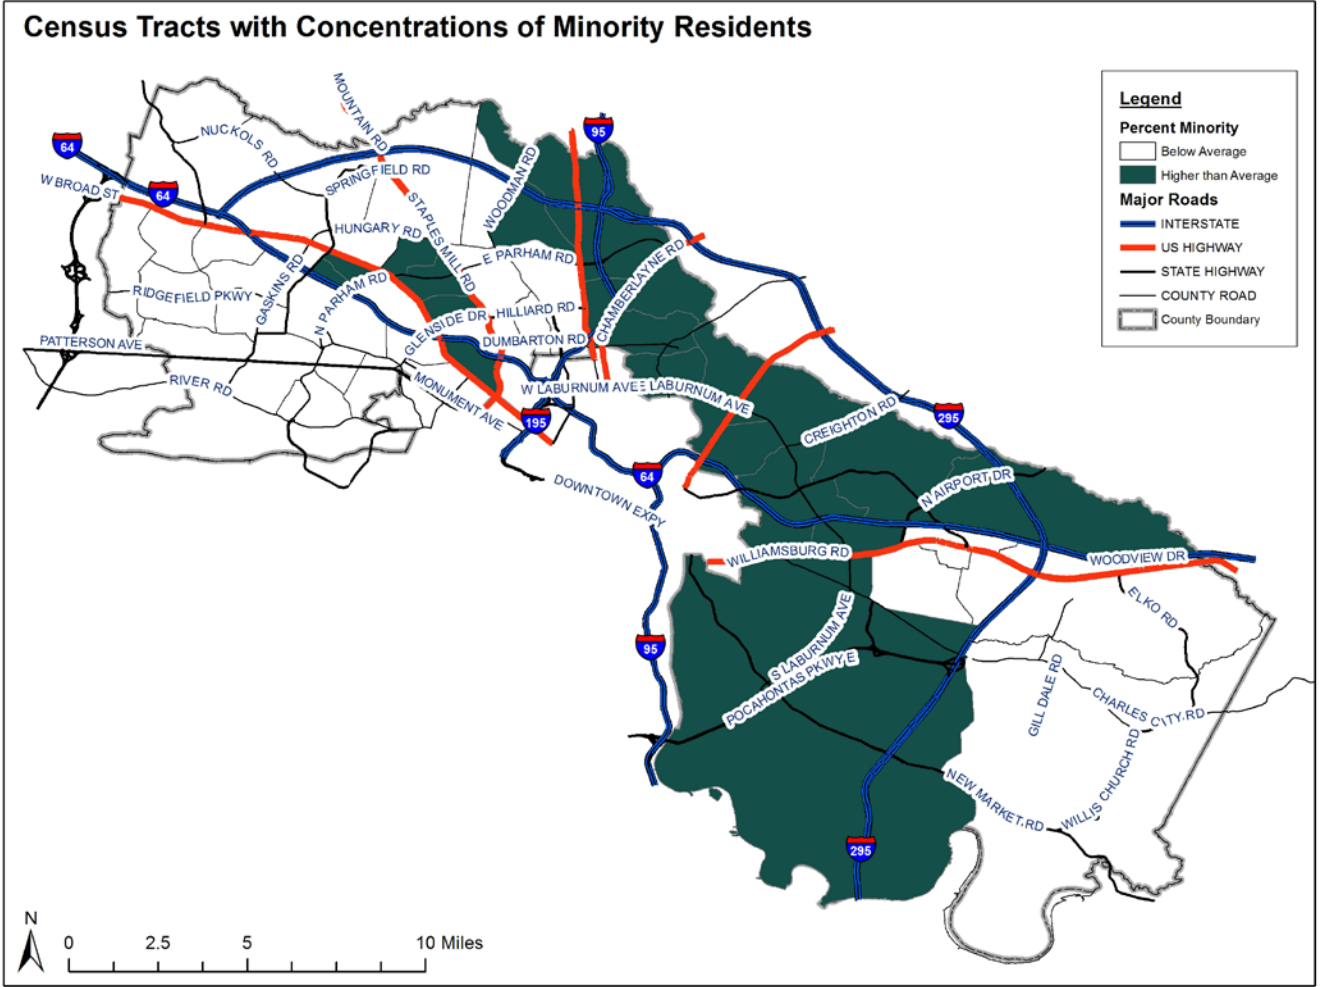 Census Tracts with Concentrations of Minority Residents
Legend
Percent Minority
Below Average
Higher than Average
Major Roads
INTERSTATE
US HIGHWAY
STATE HIGHWAY
COUNTY ROAD
County Boundary
MOUNTAIN RD
NUCKOLS RD
95
64
W BROAD ST
64
SPRINGFIELD RD
WOODMAN RD
STAPLES MILL RD
HUNGARY RD
E PARHAM RD
CHAMBERLAYNE RD
GASKINS RD
N PARHAM RD
RIDGEFIELD PKWY
GLENSIDE DR
HILLIARD RD
PATTERSON AVE
DUMBARTON RD
RIVER RD
MONUMENT AVE
W LABURNUM AVE
E LABURNUM AVE
195
CREIGHTON RD
295
64
DOWNTOWN EXPY
N AIRPORT DR
WILLIAMSBURG RD
WOODVIEW DR
ELKO RD
95
S LABURNUM AVE
POCAHONTAS PKWY E
GILL DALE RD
CHARLES CITY RD
WILLIS CHURCH RD
NEW MARKET RD
295
N
0 2.5 5 10 Miles